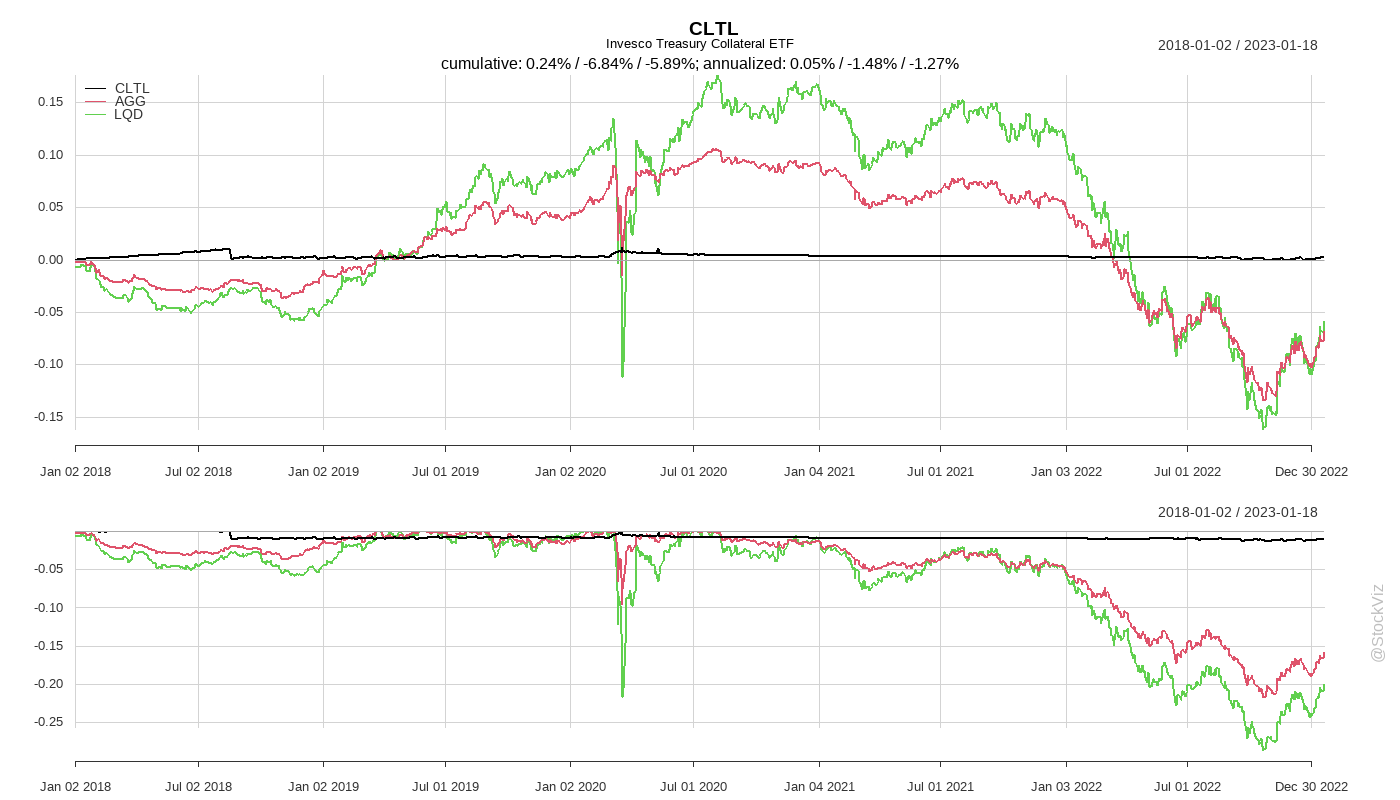 CLTL
Invesco Treasury Collateral ETF
2018-01-02 / 2023-01-18
cumulative: 0.24% / -6.84% / -5.89%; annualized: 0.05% / -1.48% / -1.27%
CLTL
AGG
LQD
0.15
0.10
0.05
0.00
-0.05
-0.10
-0.15
Jan 02 2018 Jul 02 2018 Jan 02 2019 Jul 01 2019 Jan 02 2020 Jul 01 2020 Jan 04 2021 Jul 01 2021 Jan 03 2022 Jul 01 2022 Dec 30 2022
2018-01-02 / 2023-01-18
-0.05
-0.10
-0.15
-0.20
-0.25
Jan 02 2018 Jul 02 2018 Jan 02 2019 Jul 01 2019 Jan 02 2020 Jul 01 2020 Jan 04 2021 Jul 01 2021 Jan 03 2022 Jul 01 2022 Dec 30 2022
@StockViz